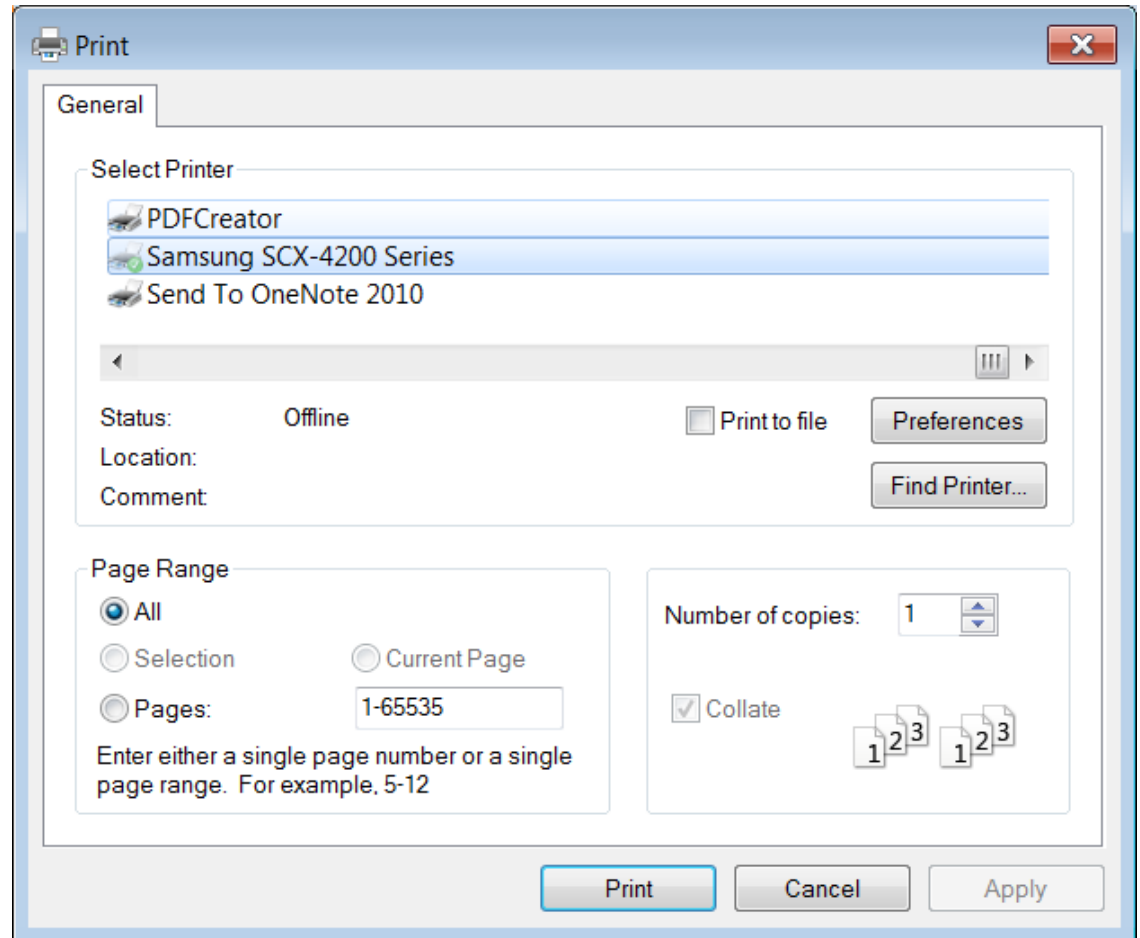 Print
General
Select Printer
PDFCreator
Samsung SCX-4200 Series
Send To OneNote 2010
Status: Offline
Print to file
Preferences
Location:
Find Printer...
Comment:
Page Range
All
Number of copies: 1
Selection
Current Page
Pages: 1-65535
Collate
1 2 3 1 2 3
Enter either a single page number or a single
page range. For example, 5-12
Print
Cancel
Apply